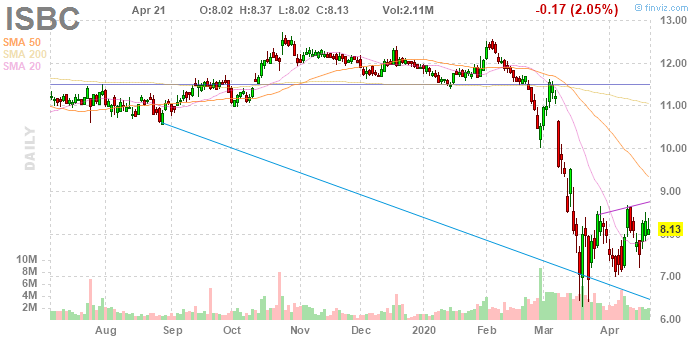 ISBC Apr 21 O:8.02 H:8.37 L:8.02 C:8.13 Vol:2.11M -0.17 (2.05%) © finviz.com
SMA 50
SMA 200
SMA 20
DAILY
13.00
12.00
11.00
10.00
9.00
8.13
8.00
7.00
6.00
10M
8M
6M
4M
2M
Aug Sep Oct Nov Dec 2020 Feb Mar Apr